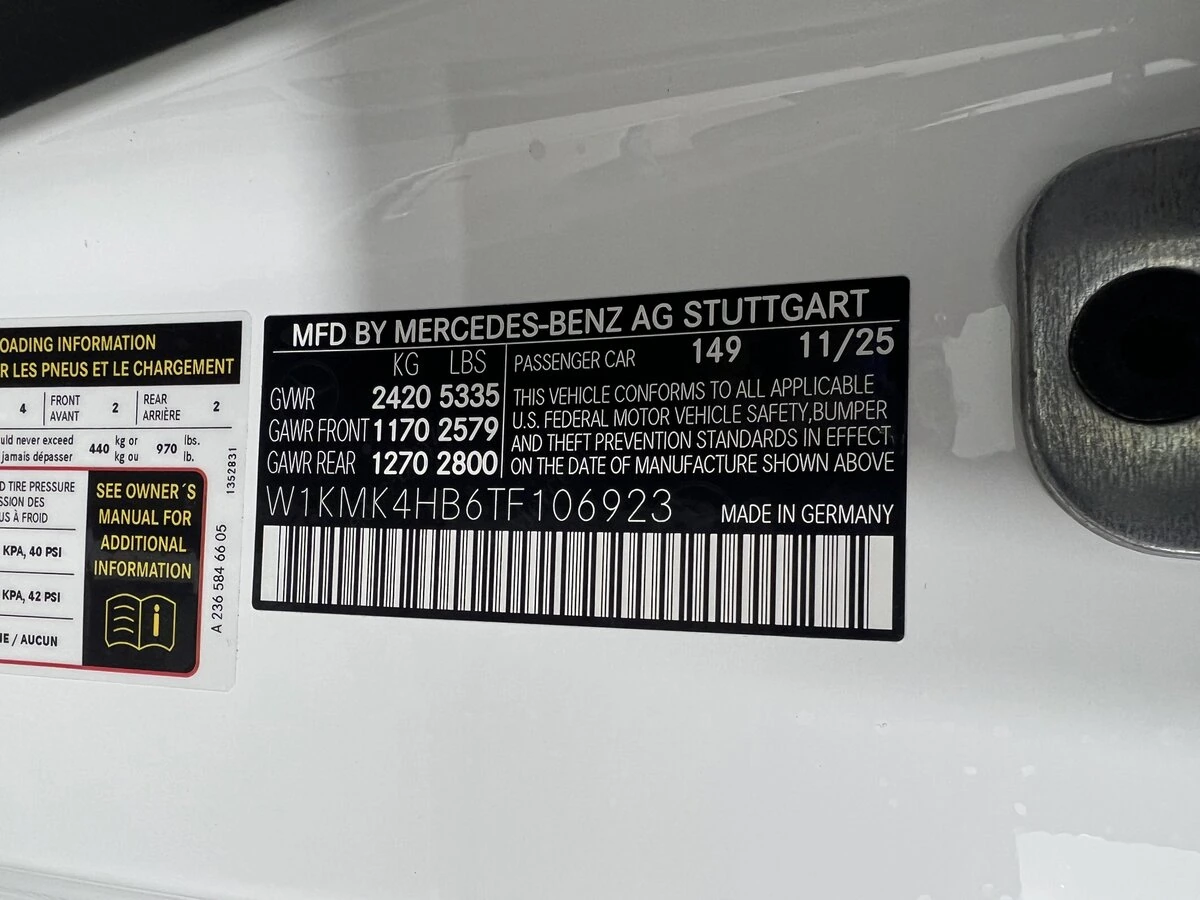 OADING INFORMATION
R LES PNEUS ET LE CHARGEMENT
4 FRONT AVANT 2 REAR ARRIÈRE 2
uld never exceed 440 kg or 970 lbs.
jamais dépasser kg ou lb.
D TIRE PRESSURE
SSION DES
US À FROID
KPA, 40 PSI
KPA, 42 PSI
NE / AUCUN
SEE OWNER´S
MANUAL FOR
ADDITIONAL
INFORMATION
i
1352831
A 236 584 66 05
MFD BY MERCEDES-BENZ AG STUTTGART
KG LBS
GVWR 2420 5335
GAWR FRONT 1170 2579
GAWR REAR 1270 2800
PASSENGER CAR 149 11/25
THIS VEHICLE CONFORMS TO ALL APPLICABLE
U.S. FEDERAL MOTOR VEHICLE SAFETY,BUMPER
AND THEFT PREVENTION STANDARDS IN EFFECT
ON THE DATE OF MANUFACTURE SHOWN ABOVE
W1KMK4HB6TF106923
MADE IN GERMANY